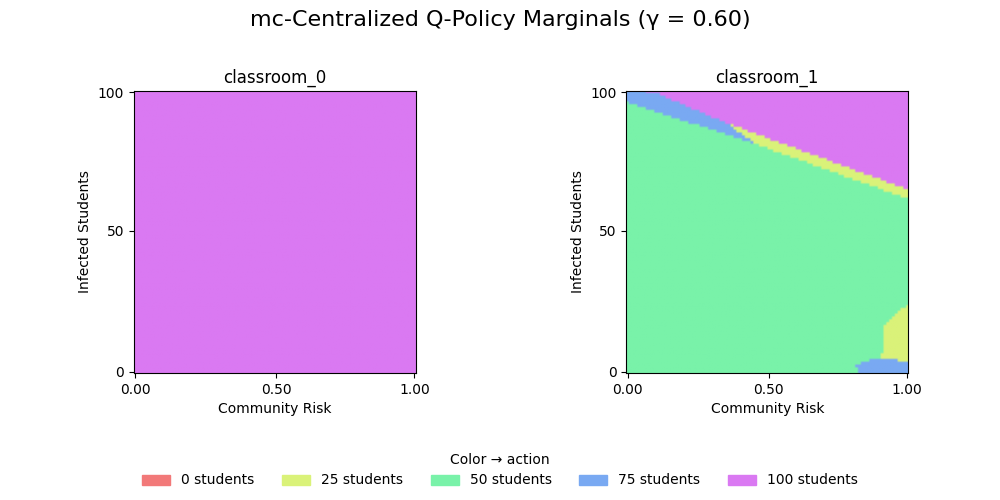 mc-Centralized Q-Policy Marginals (γ = 0.60)
classroom_0
classroom_1
100
50
0
Infected Students
0.00
0.50
1.00
Community Risk
100
50
0
Infected Students
0.00
0.50
1.00
Community Risk
Color → action
0 students
25 students
50 students
75 students
100 students